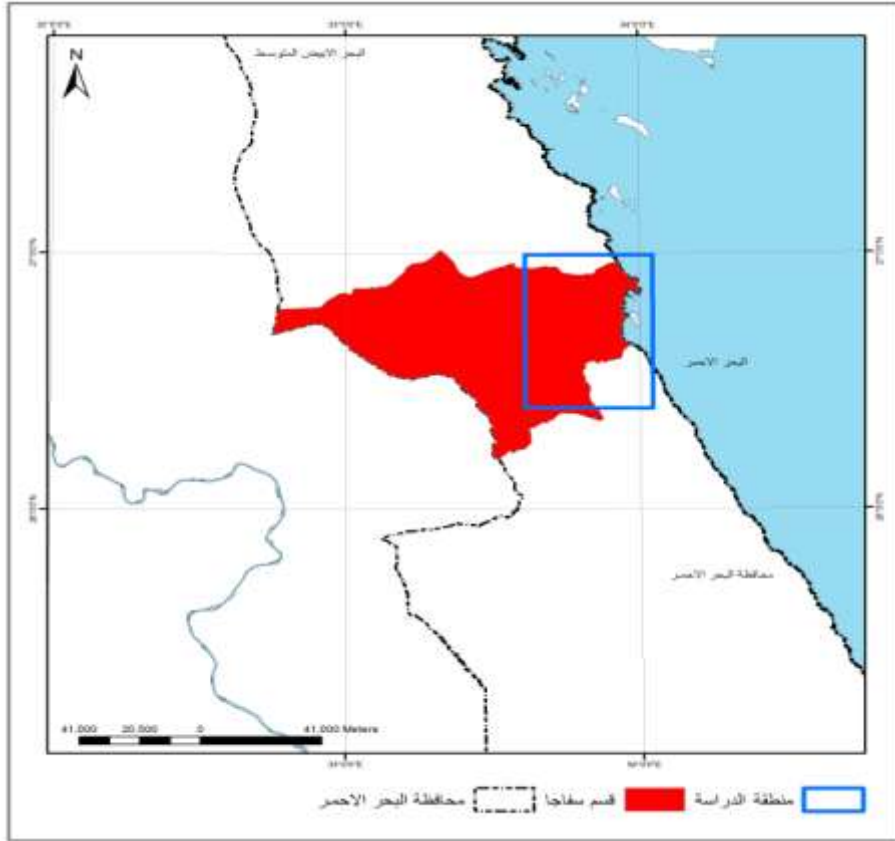 N
البحر الابيض المتوسط
البحر الاحمر
محافظة البحر الاحمر
41,000 20,500 0 41,000 Meters
منطقة الدراسة
قسم سفاجا
محافظة البحر الاحمر